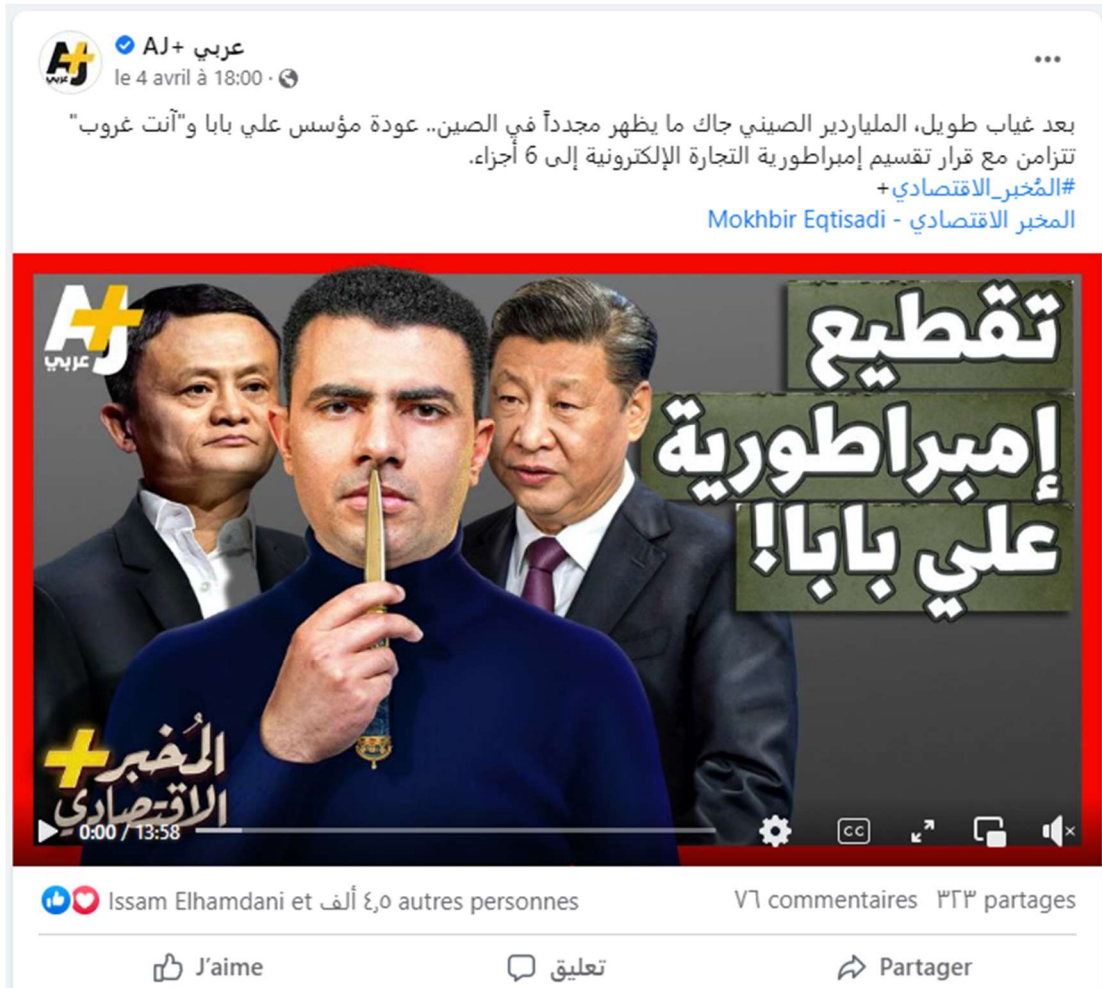 AJ+ عربي
le 4 avril à 18:00 ·
بعد غياب طويل، الملياردير الصيني جاك ما يظهر مجدداً في الصين.. عودة مؤسس علي بابا و"آنت غروب"
تتزامن مع قرار تقسيم إمبراطورية التجارة الإلكترونية إلى 6 أجزاء.
#المُخبر_الاقتصادي+
المخبر الاقتصادي - Mokhbir Eqtisadi
AJ+
عربي
تقطيع
إمبراطورية
علي بابا!
المُخبر+
الاقتصادي
0:00 / 13:58
CC
Issam Elhamdani et ٤,٥ ألف autres personnes
٧٦ commentaires ٣٢٣ partages
J'aime
تعليق
Partager